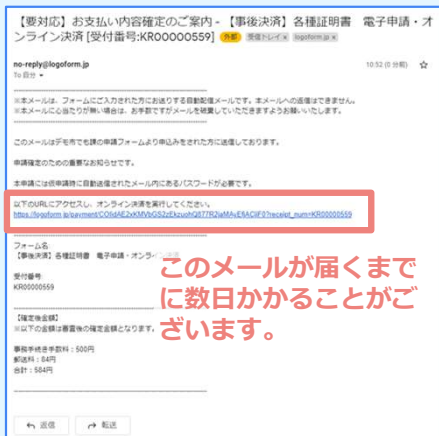 【要対応】お支払い内容確定のご案内 - 【事後決済】各種証明書 電子申請・オ
ンライン決済 [受付番号:KR00000559] 外部 受信トレイ× logoform.jp ×
no-reply@logoform.jp
10:52 (0 分前)
To 自分
※本メールは、フォームにご入力された方にお送りする自動配信メールです。本メールへの返信はできません。
※本メールに心当たりが無い場合は、お手数ですがメールを破棄していただきますようお願いいたします。
このメールはデモ市でも課の申請フォームより申込みをされた方に送信しております。
申請確定のための重要なお知らせです。
本申請には仮申請時に自動送信されたメール内にあるパスワードが必要です。
以下のURLにアクセスし、オンライン決済を実行してください。
フォーム名
【事後決済】各種証明書 電子申請・オンライン
受付番号
KR00000559
このメールが届くまで
に数日かかることがご
ざいます。
【確定後金額】
※以下の金額は審査後の確定金額となります。
事務手続き手数料:500円
郵送料:84円
合計:584円
返信 転送